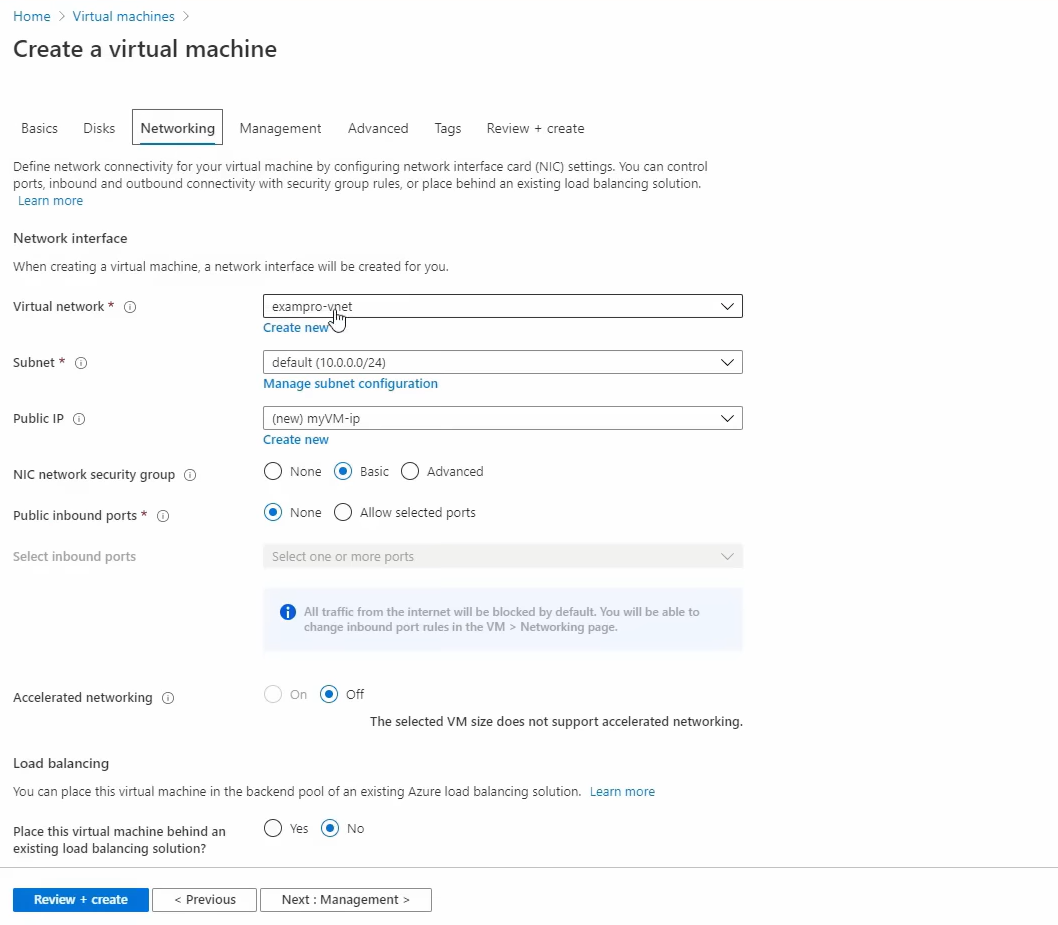 Home > Virtual machines >
Create a virtual machine
Basics Disks Networking Management Advanced Tags Review + create
Define network connectivity for your virtual machine by configuring network interface card (NIC) settings. You can control
ports, inbound and outbound connectivity with security group rules, or place behind an existing load balancing solution.
Learn more
Network interface
When creating a virtual machine, a network interface will be created for you.
Virtual network *
exampro-vnet
Create new
Subnet *
default (10.0.0.0/24)
Manage subnet configuration
Public IP
(new) myVM-ip
Create new
NIC network security group
None Basic Advanced
Public inbound ports *
None Allow selected ports
Select inbound ports
Select one or more ports
All traffic from the internet will be blocked by default. You will be able to
change inbound port rules in the VM > Networking page.
Accelerated networking
On Off
The selected VM size does not support accelerated networking.
Load balancing
You can place this virtual machine in the backend pool of an existing Azure load balancing solution. Learn more
Place this virtual machine behind an
existing load balancing solution?
Yes No
Review + create < Previous Next : Management >